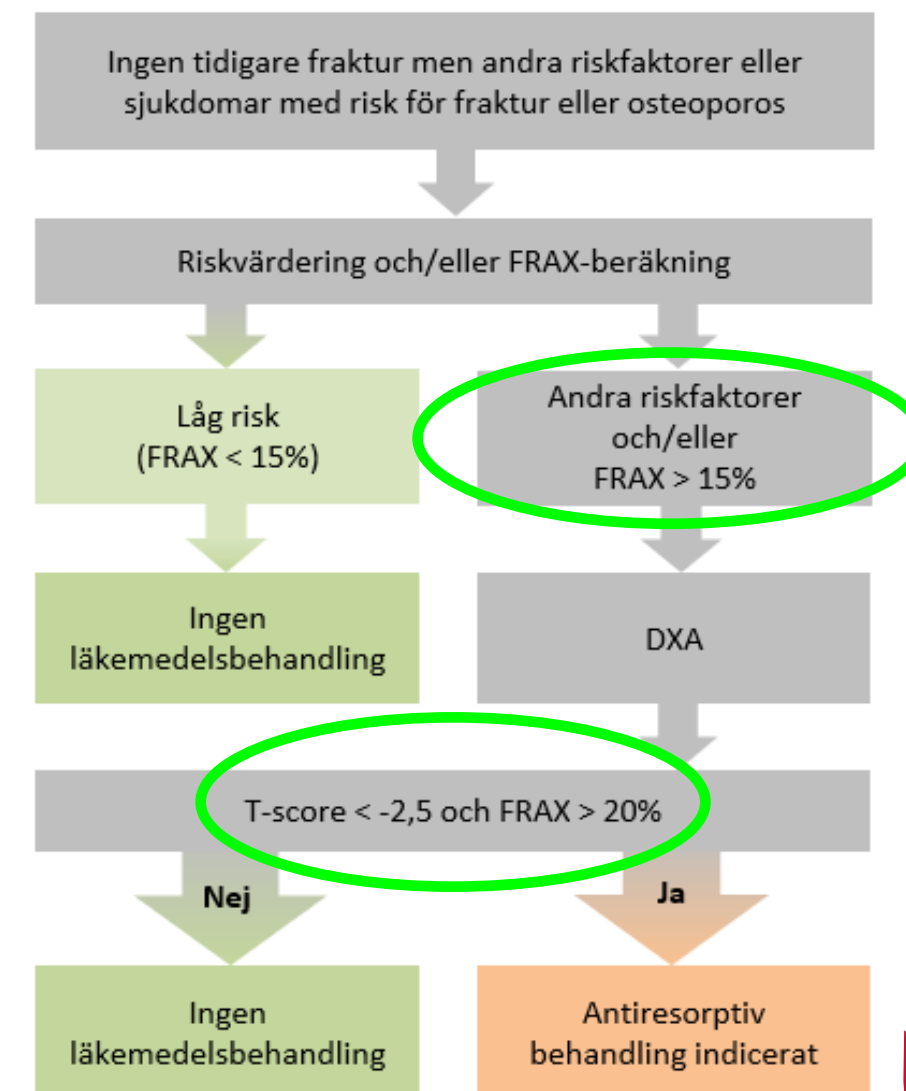 Ingen tidigare fraktur men andra riskfaktorer eller
sjukdomar med risk för fraktur eller osteoporos
Riskvärdering och/eller FRAX-beräkning
Låg risk
(FRAX < 15%)
Andra riskfaktorer
och/eller
FRAX > 15%
Ingen
läkemedelsbehandling
DXA
T-score < -2,5 och FRAX > 20%
Nej
Ja
Ingen
läkemedelsbehandling
Antiresorptiv
behandling indicerat